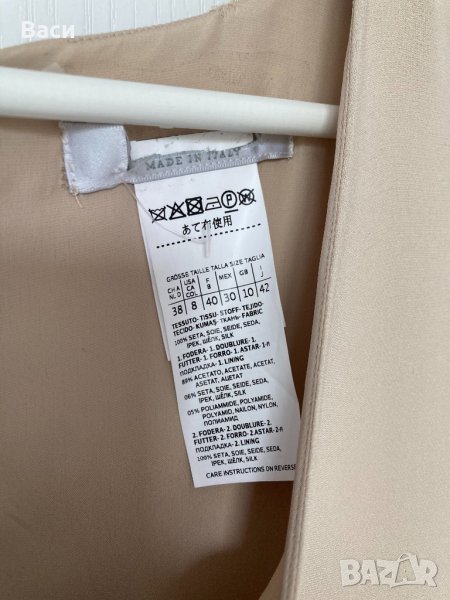 Васи
MADE IN ITALY
P
あて布使用
GRÖSSE TAILLE TALLA SIZE TAGLIA
CH A NL D USA CA COL F B MEX GB I J
38 8 40 30 10 42
TESSUTO- TISSU- STOFF- TEJIDO-
TECIDO- KUMAŞ- ТКАНЬ- FABRIC
100% SETA, SOIE, SEIDE, SEDA,
IPEK, ШЁЛК, SILK
1. FODERA- 1. DOUBLURE- 1.
FUTTER- 1. FORRO- 1. ASTAR- 1-Я
ПОДКЛАДКА- 1. LINING
89% ACETATO, ACETATE, ACETAT,
ASETAT, АЦЕТАТ
06% SETA, SOIE, SEIDE, SEDA,
IPEK, ШЁЛК, SILK
05% POLIAMMIDE, POLYAMIDE,
POLYAMID, NAILON, NYLON,
ПОЛИАМИД
2. FODERA- 2. DOUBLURE- 2.
FUTTER- 2. FORRO- 2. ASTAR- 2-Я
ПОДКЛАДКА- 2. LINING
100% SETA, SOIE, SEIDE, SEDA,
IPEK, ШЁЛК, SILK
CARE INSTRUCTIONS ON REVERSE
BAZAR.bg